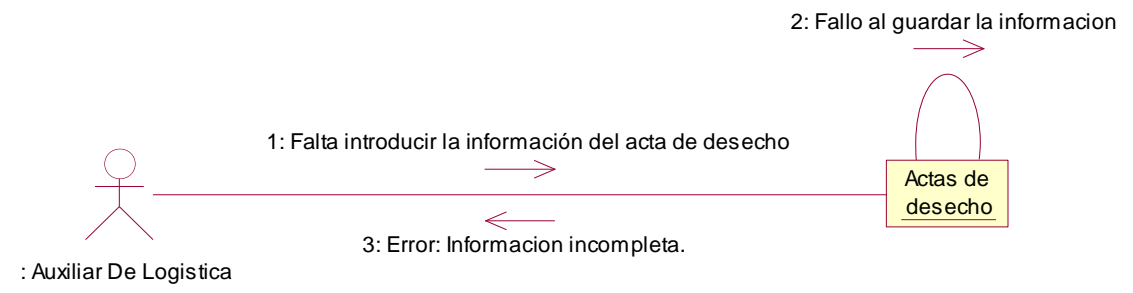 2: Fallo al guardar la informacion
1: Falta introducir la información del acta de desecho
Actas de
desecho
3: Error: Informacion incompleta.
: Auxiliar De Logistica